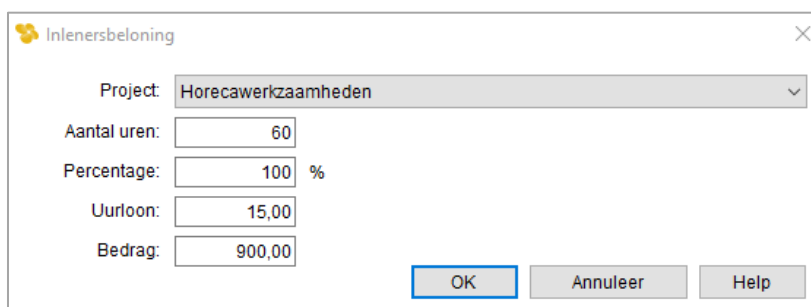 Inlenersbeloning
Project: Horecawerkzaamheden
Aantal uren: 60
Percentage: 100 %
Uurloon: 15,00
Bedrag: 900,00
OK Annuleer Help